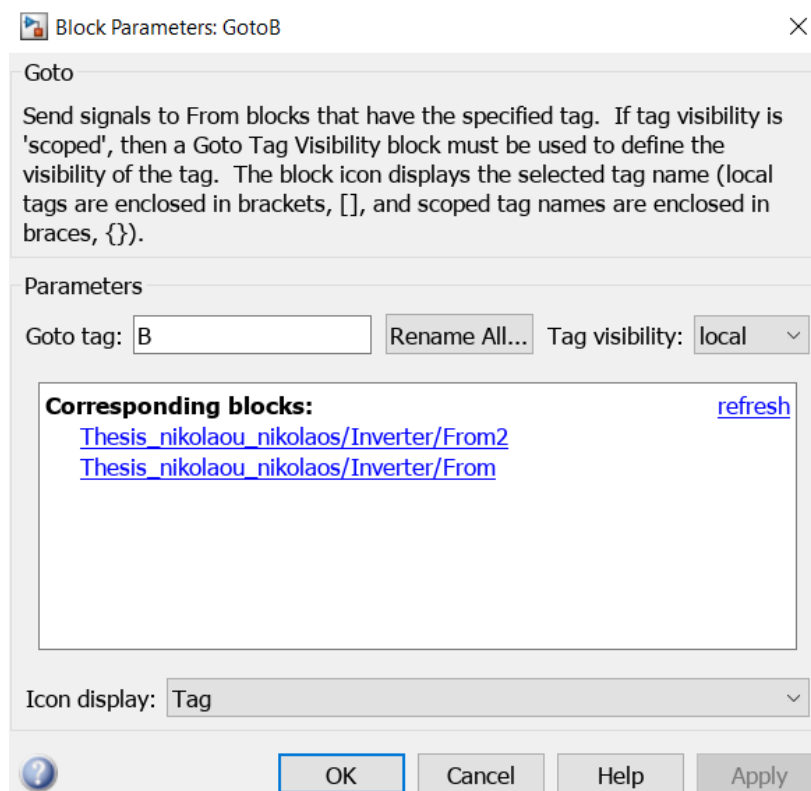 Block Parameters: GotoB
Goto
Send signals to From blocks that have the specified tag.  If tag visibility is
'scoped', then a Goto Tag Visibility block must be used to define the
visibility of the tag.  The block icon displays the selected tag name (local
tags are enclosed in brackets, [], and scoped tag names are enclosed in
braces, {}).
Parameters
Goto tag: B Rename All... Tag visibility: local
Corresponding blocks: refresh
Thesis_nikolaou_nikolaos/Inverter/From2
Thesis_nikolaou_nikolaos/Inverter/From
Icon display: Tag
OK Cancel Help Apply